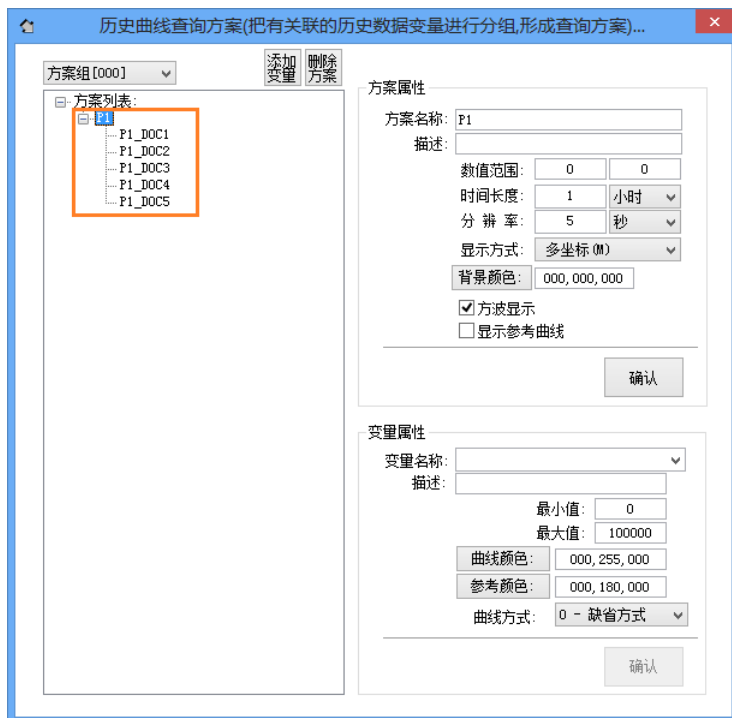 历史曲线查询方案(把有关联的历史数据变量进行分组,形成查询方案)...
方案组[000]
添加变量
删除方案
方案列表:
P1
P1_DOC1
P1_DOC2
P1_DOC3
P1_DOC4
P1_DOC5
方案属性
方案名称: P1
描述:
数值范围: 0 0
时间长度: 1 小时
分 辨 率: 5 秒
显示方式: 多坐标(M)
背景颜色: 000,000,000
方波显示
显示参考曲线
确认
变量属性
变量名称:
描述:
最小值: 0
最大值: 100000
曲线颜色: 000,255,000
参考颜色: 000,180,000
曲线方式: 0 - 缺省方式
确认